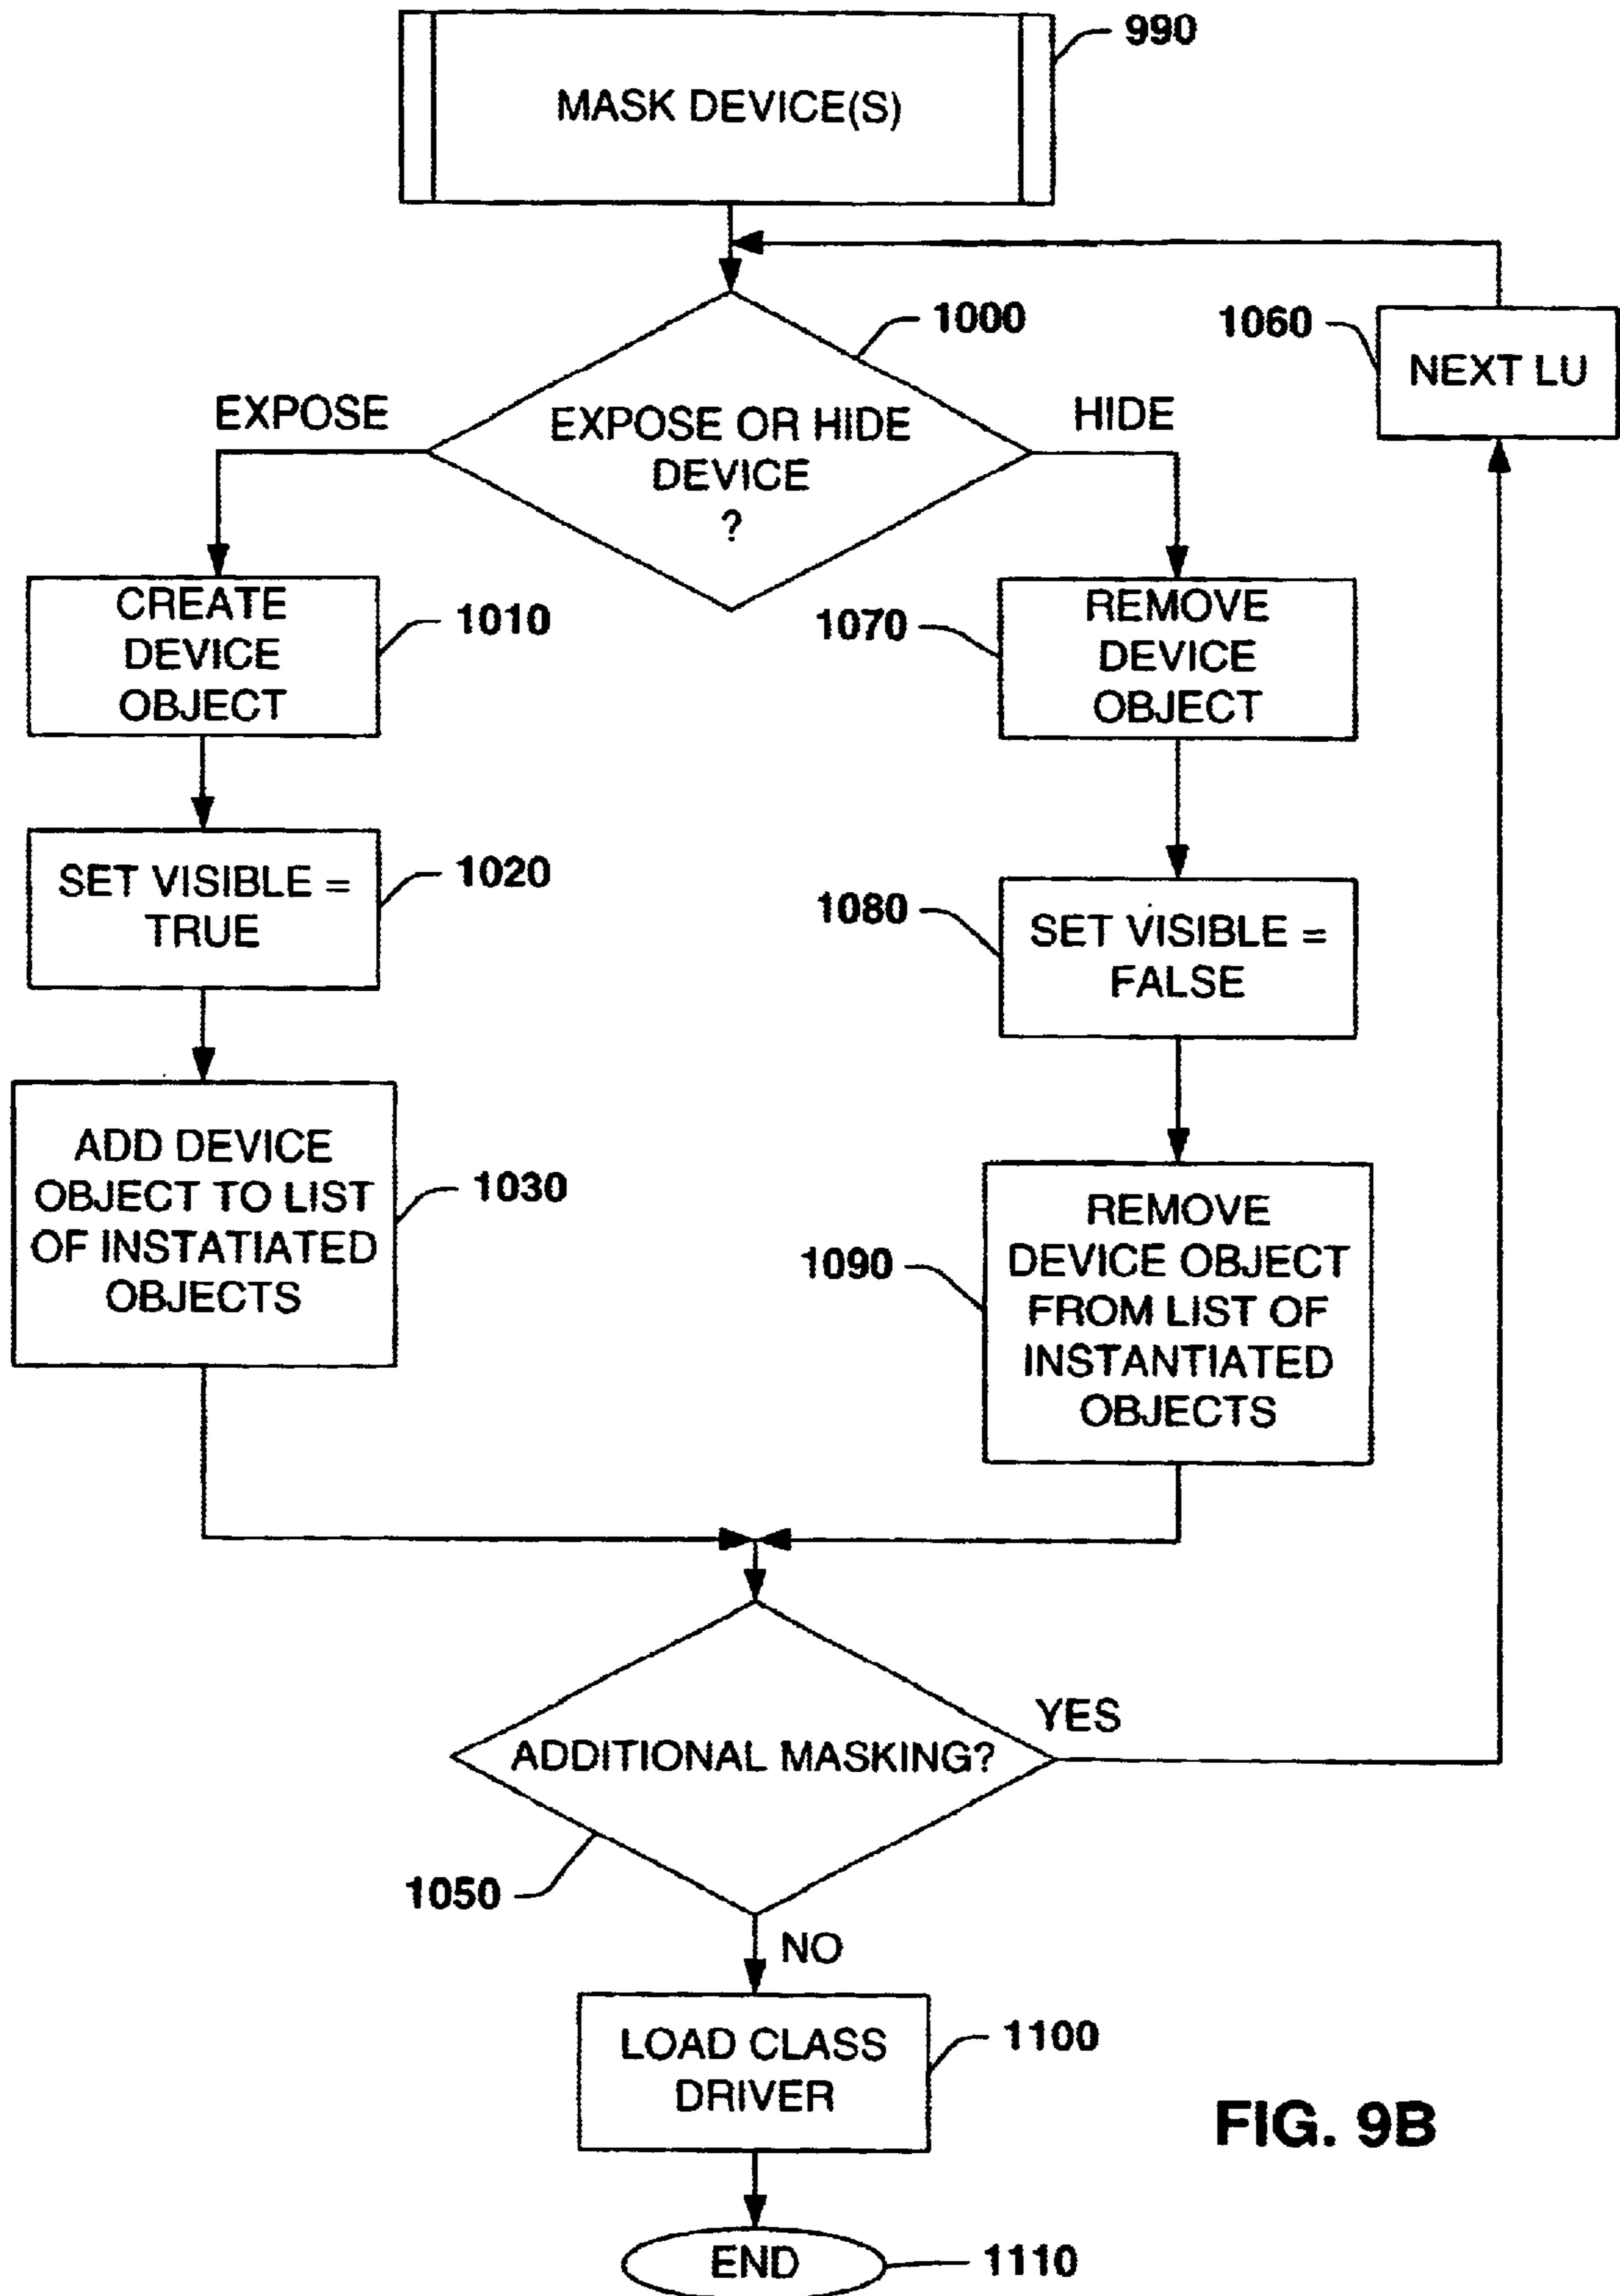 990
MASK DEVICE(S)
1000
1060
NEXT LU
EXPOSE
HIDE
EXPOSE OR HIDE
DEVICE
?
CREATE
DEVICE
OBJECT
1010
1070
REMOVE
DEVICE
OBJECT
SET VISIBLE =
TRUE
1020
1080
SET VISIBLE =
FALSE
ADD DEVICE
OBJECT TO LIST
OF INSTATIATED
OBJECTS
1030
1090
REMOVE
DEVICE OBJECT
FROM LIST OF
INSTANTIATED
OBJECTS
YES
ADDITIONAL MASKING?
1050
NO
LOAD CLASS
DRIVER
1100
FIG. 9B
END
1110